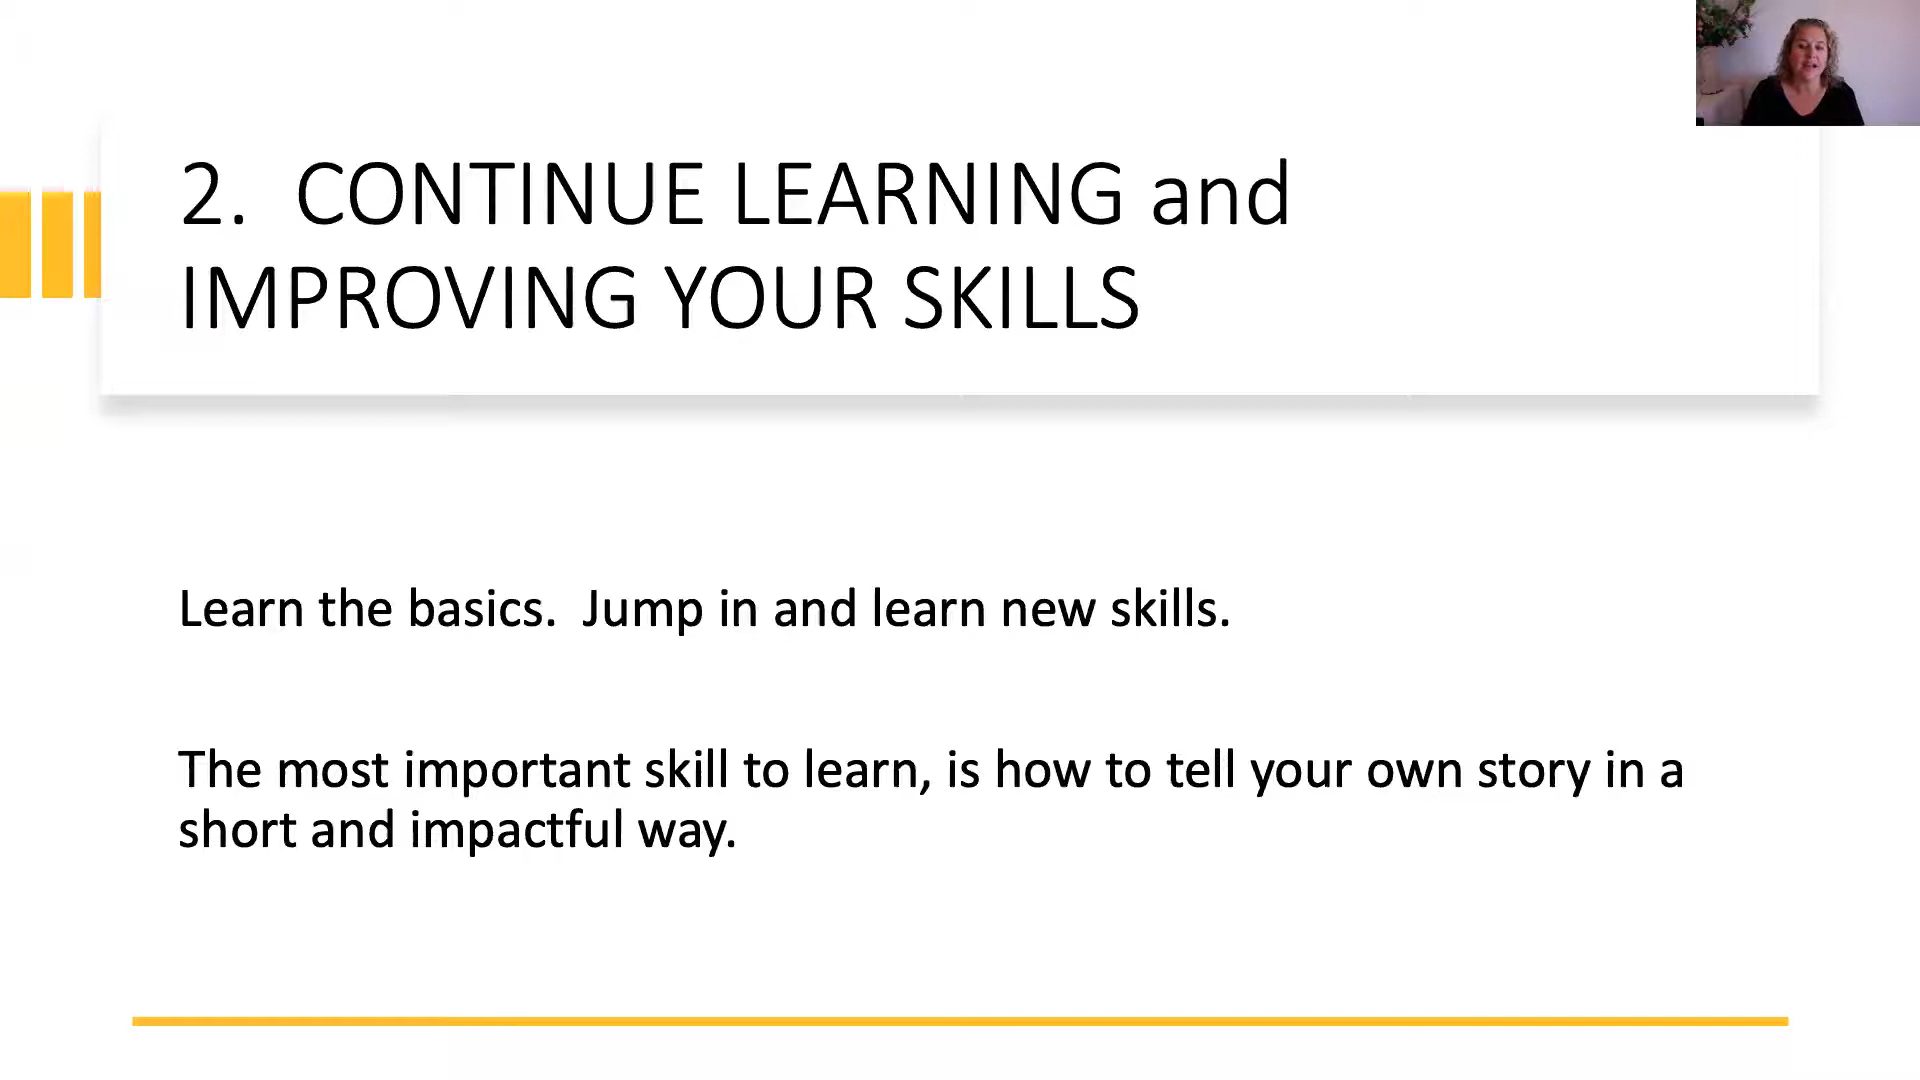 2.  CONTINUE LEARNING and
IMPROVING YOUR SKILLS
Learn the basics.  Jump in and learn new skills.
The most important skill to learn, is how to tell your own story in a
short and impactful way.